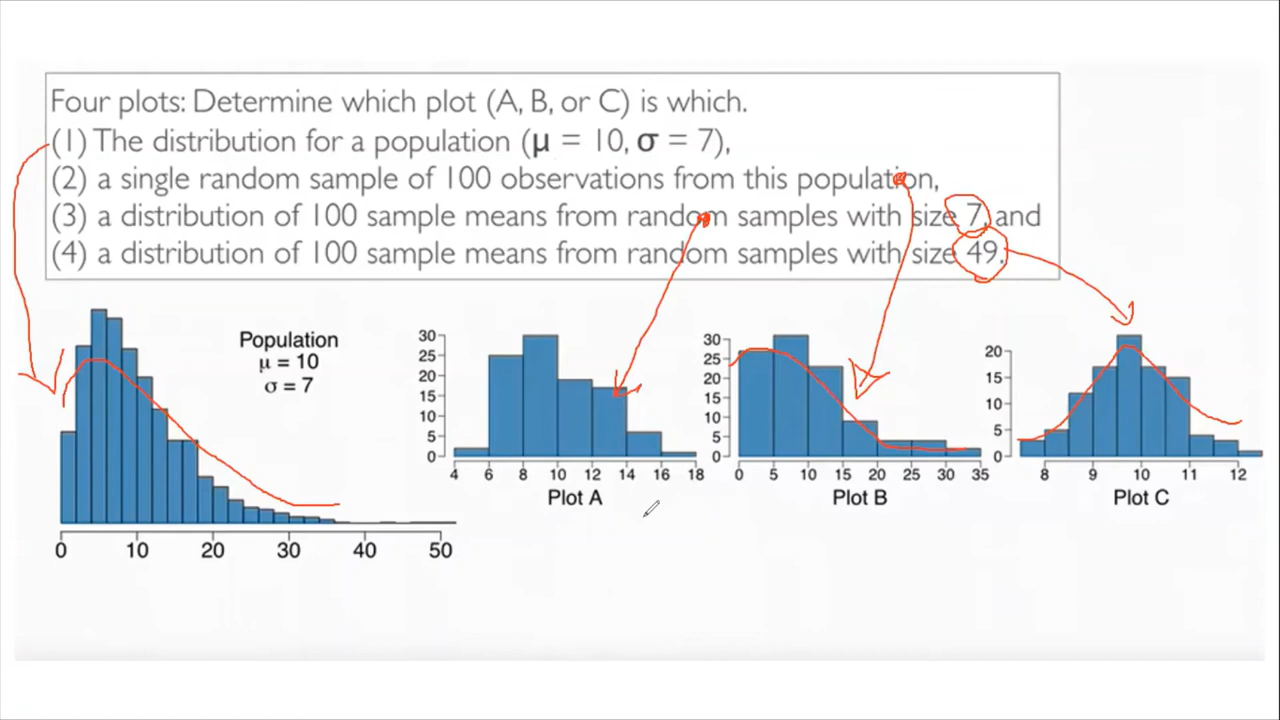 Four plots: Determine which plot (A, B, or C) is which.
(1) The distribution for a population (μ = 10, σ = 7),
(2) a single random sample of 100 observations from this population,
(3) a distribution of 100 sample means from random samples with size 7, and
(4) a distribution of 100 sample means from random samples with size 49.
Population
μ = 10
σ = 7
0 10 20 30 40 50
30
25
20
15
10
5
0
4 6 8 10 12 14 16 18
Plot A
30
25
20
15
10
5
0
0 5 10 15 20 25 30 35
Plot B
20
15
10
5
0
8 9 10 11 12
Plot C